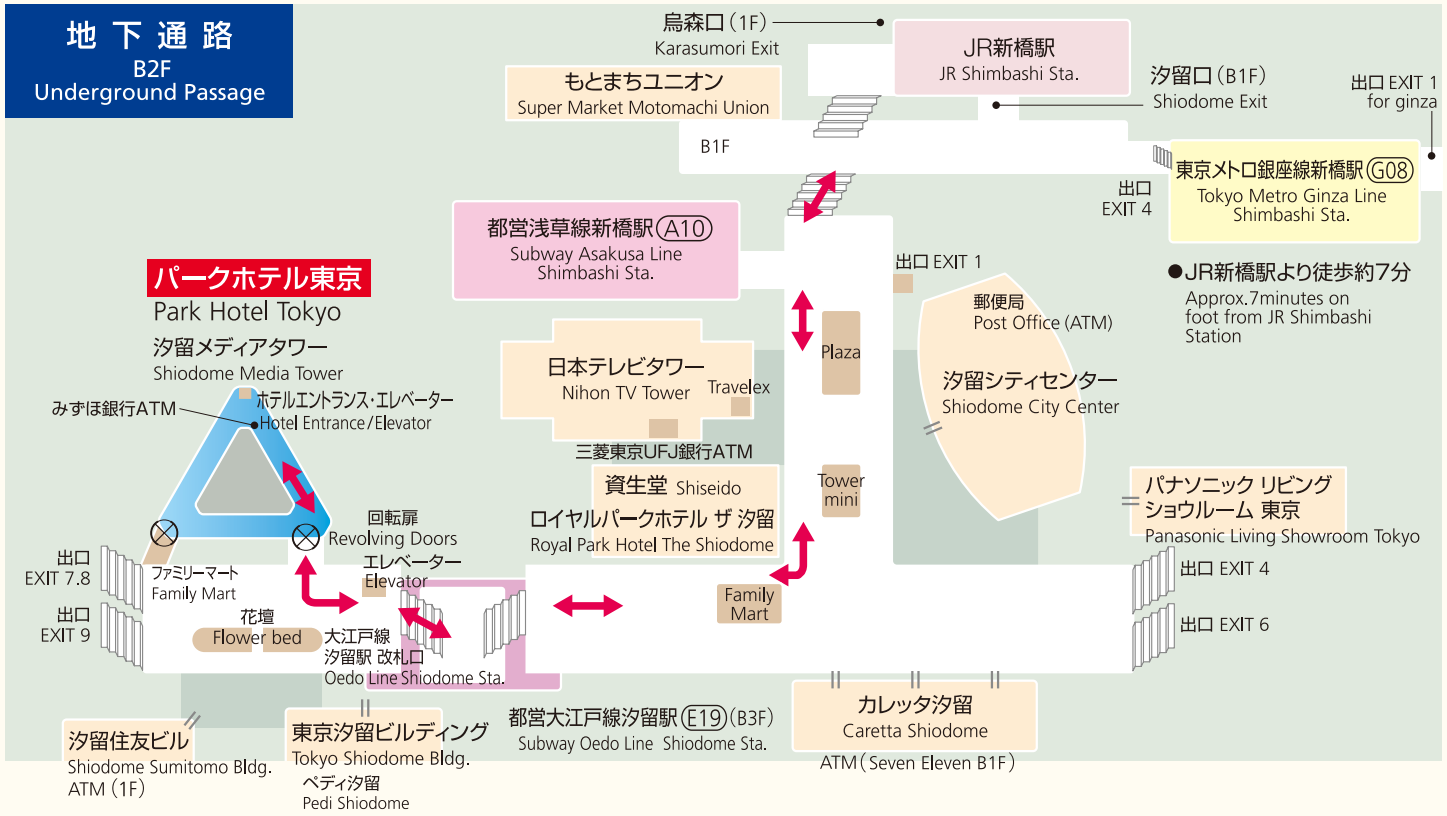 地下通路
B2F
Underground Passage
烏森口(1F)
Karasumori Exit
JR新橋駅
JR Shimbashi Sta.
汐留口(B1F)
Shiodome Exit
出口 EXIT 1
for ginza
もとまちユニオン
Super Market Motomachi Union
B1F
出口
EXIT 4
東京メトロ銀座線新橋駅 G08
Tokyo Metro Ginza Line
Shimbashi Sta.
都営浅草線新橋駅 A10
Subway Asakusa Line
Shimbashi Sta.
出口 EXIT 1
●JR新橋駅より徒歩約7分
Approx.7minutes on
foot from JR Shimbashi
Station
パークホテル東京
Park Hotel Tokyo
汐留メディアタワー
Shiodome Media Tower
みずほ銀行ATM
ホテルエントランス・エレベーター
Hotel Entrance/Elevator
日本テレビタワー
Nihon TV Tower
Travelex
三菱東京UFJ銀行ATM
Plaza
郵便局
Post Office (ATM)
汐留シティセンター
Shiodome City Center
資生堂 Shiseido
ロイヤルパークホテル ザ 汐留
Royal Park Hotel The Shiodome
Tower
mini
パナソニック リビング
ショウルーム 東京
Panasonic Living Showroom Tokyo
回転扉
Revolving Doors
エレベーター
Elevator
出口
EXIT 7.8
ファミリーマート
Family Mart
出口
EXIT 9
花壇
Flower bed
大江戸線
汐留駅 改札口
Oedo Line Shiodome Sta.
Family
Mart
出口 EXIT 4
出口 EXIT 6
汐留住友ビル
Shiodome Sumitomo Bldg.
ATM (1F)
東京汐留ビルディング
Tokyo Shiodome Bldg.
ペディ汐留
Pedi Shiodome
都営大江戸線汐留駅 E19 (B3F)
Subway Oedo Line Shiodome Sta.
カレッタ汐留
Caretta Shiodome
ATM (Seven Eleven B1F)